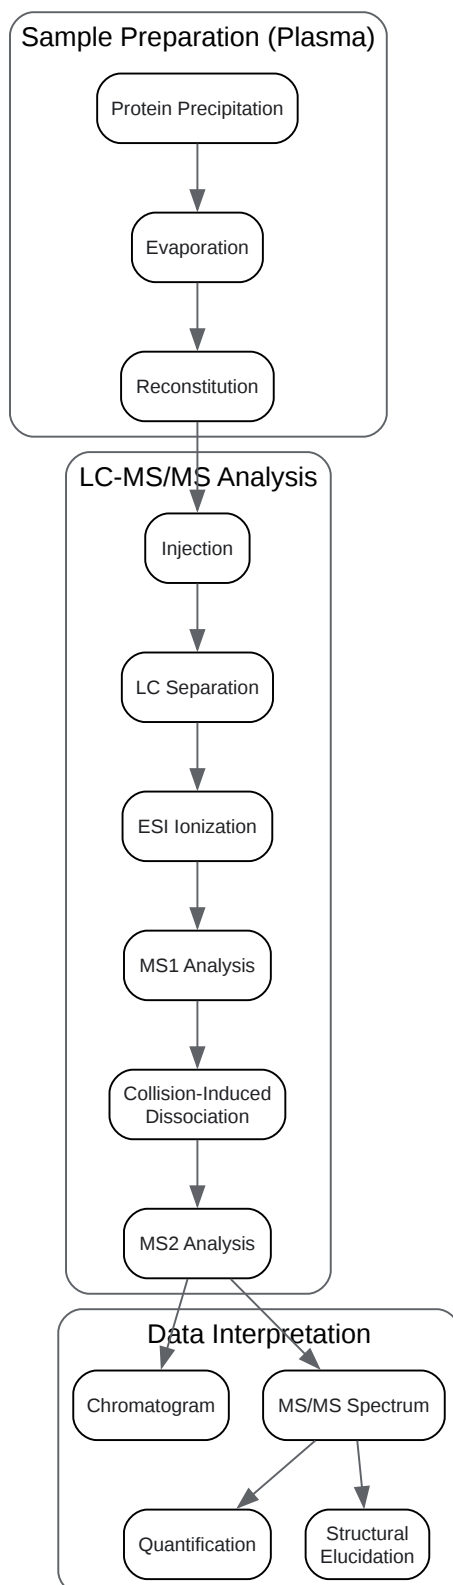 Sample Preparation (Plasma)
Protein Precipitation
Evaporation
Reconstitution
LC-MS/MS Analysis
Injection
LC Separation
ESI Ionization
MS1 Analysis
Collision-Induced
Dissociation
MS2 Analysis
Data Interpretation
Chromatogram
MS/MS Spectrum
Quantification
Structural
Elucidation